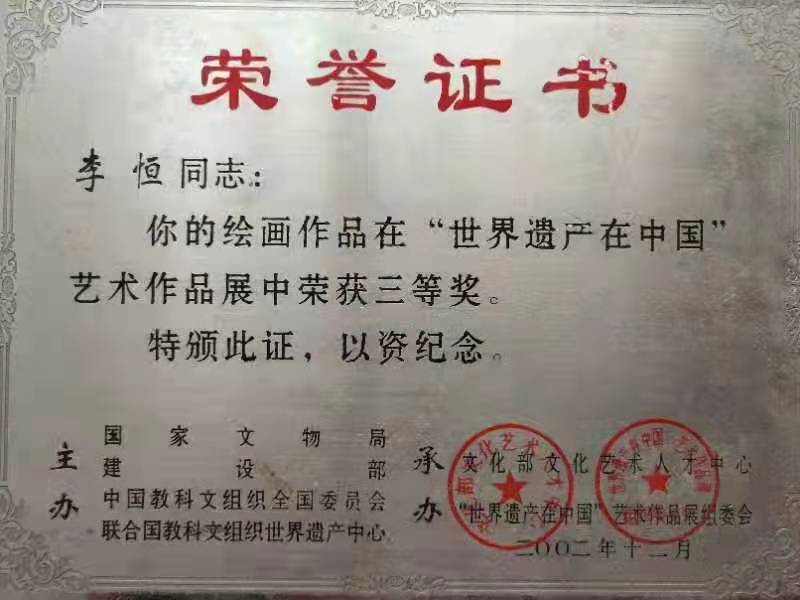 荣誉证书
李 恒 同志：
你的绘画作品在“世界遗产在中国”
艺术作品展中荣获三等奖。
特颁此证，以资纪念。
主办
国家文物局
建设部
中国教科文组织全国委员会
联合国教科文组织世界遗产中心
承办
文化部文化艺术人才中心
“世界遗产在中国”艺术作品展组委会
二〇〇二年十二月